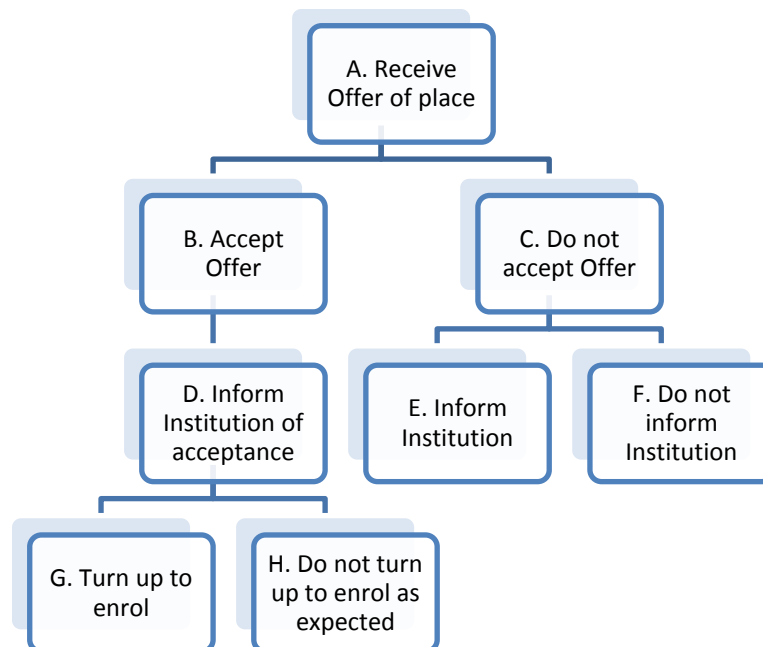 A. Receive
Offer of place
B. Accept
Offer
C. Do not
accept Offer
D. Inform
Institution of
acceptance
E. Inform
Institution
F. Do not
inform
Institution
G. Turn up to
enrol
H. Do not turn
up to enrol as
expected